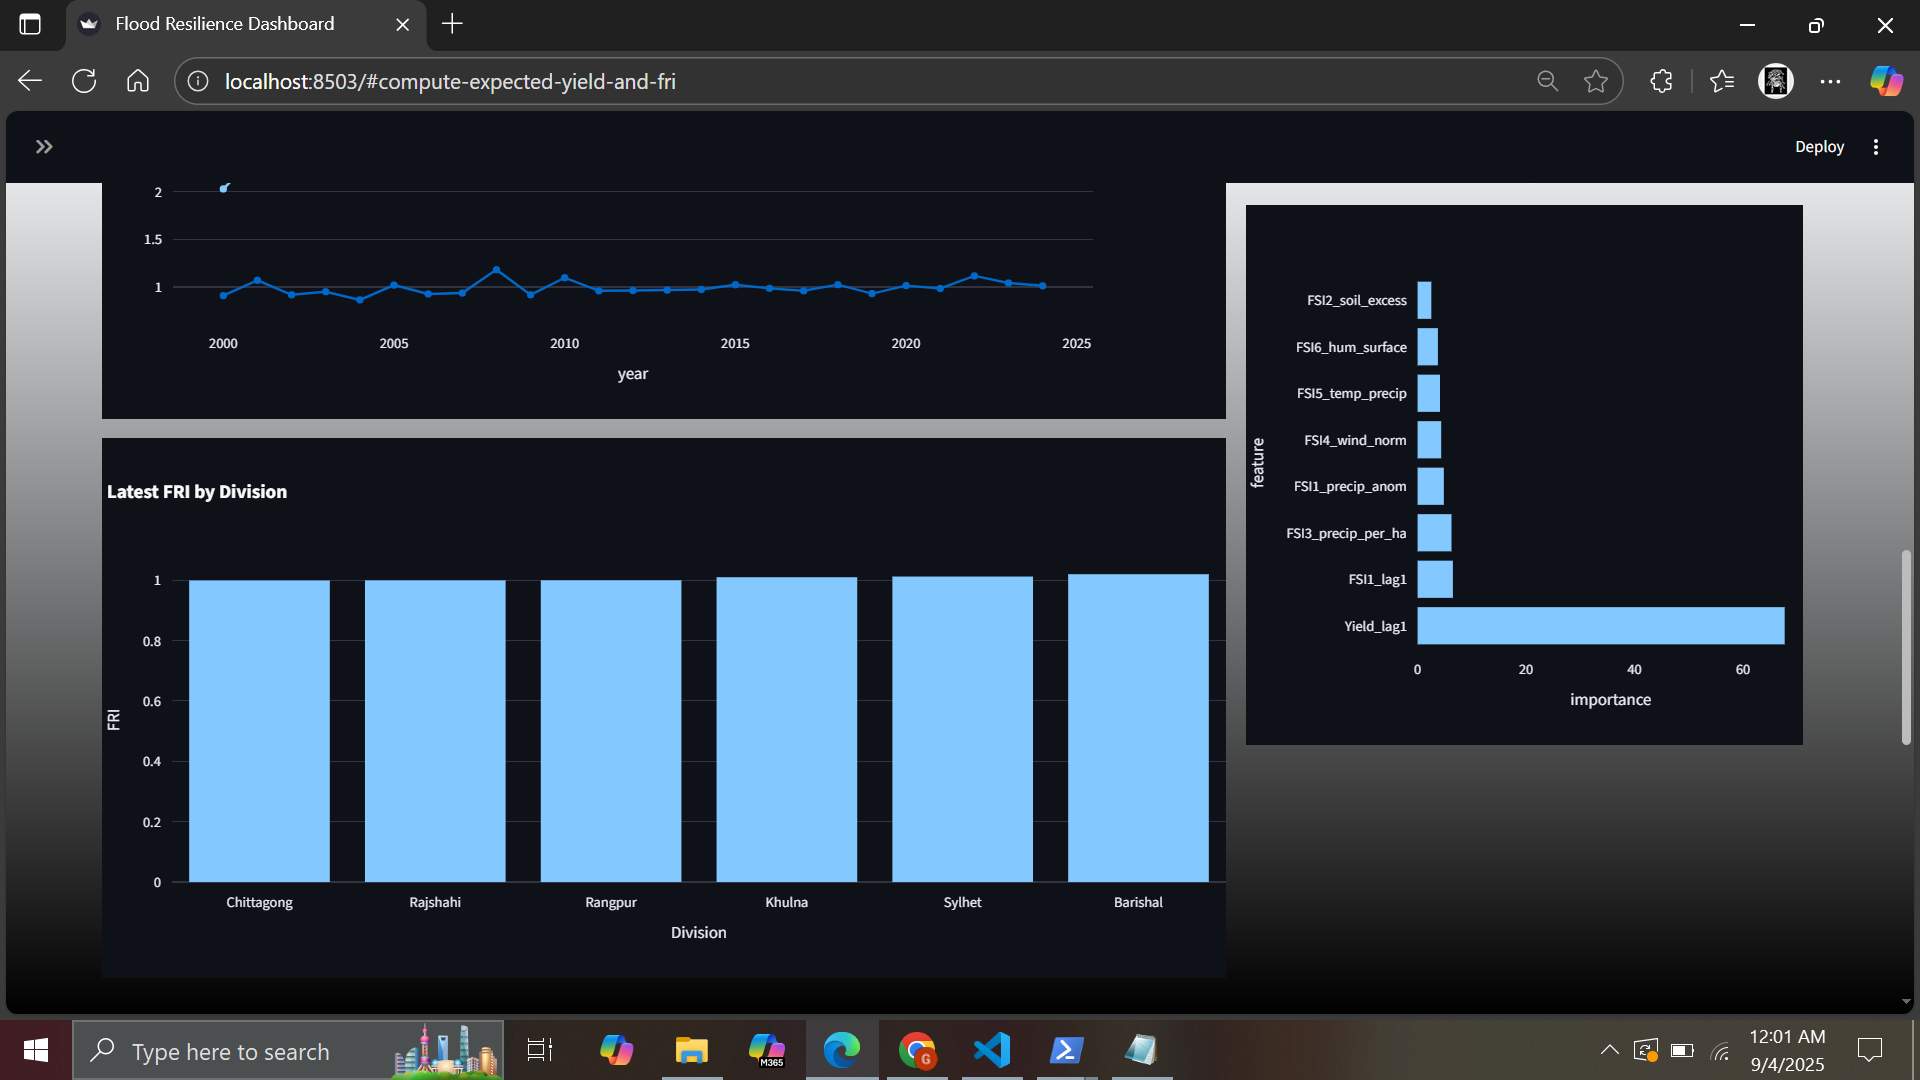 Flood Resilience Dashboard
localhost:8503/#compute-expected-yield-and-fri
Deploy
2
1.5
1
2000 2005 2010 2015 2020 2025
year
Latest FRI by Division
1
0.8
0.6
0.4
0.2
0
FRI
Chittagong Rajshahi Rangpur Khulna Sylhet Barishal
Division
feature
FSI2_soil_excess
FSI6_hum_surface
FSI5_temp_precip
FSI4_wind_norm
FSI1_precip_anom
FSI3_precip_per_ha
FSI1_lag1
Yield_lag1
0 20 40 60
importance
Type here to search
M365
G
12:01 AM
9/4/2025